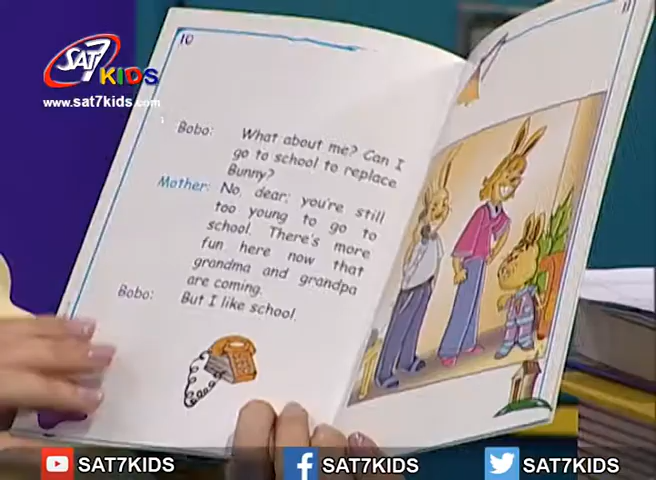 SAT7
KIDS
www.sat7kids.com
10
11
Bobo: What about me? Can I
go to school to replace
Bunny?
Mother: No, dear; you're still
too young to go to
school. There's more
fun here now that
grandma and grandpa
are coming.
Bobo: But I like school.
SAT7KIDS
SAT7KIDS
SAT7KIDS